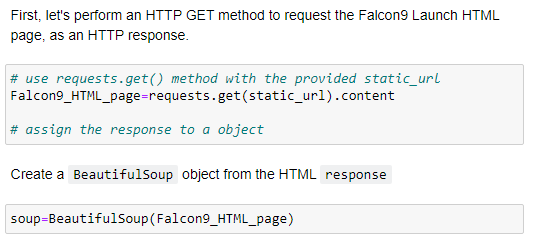 First, let's perform an HTTP GET method to request the Falcon9 Launch HTML
page, as an HTTP response.
# use requests.get() method with the provided static_url
Falcon9_HTML_page=requests.get(static_url).content
# assign the response to a object
Create a BeautifulSoup object from the HTML response
soup=BeautifulSoup(Falcon9_HTML_page)